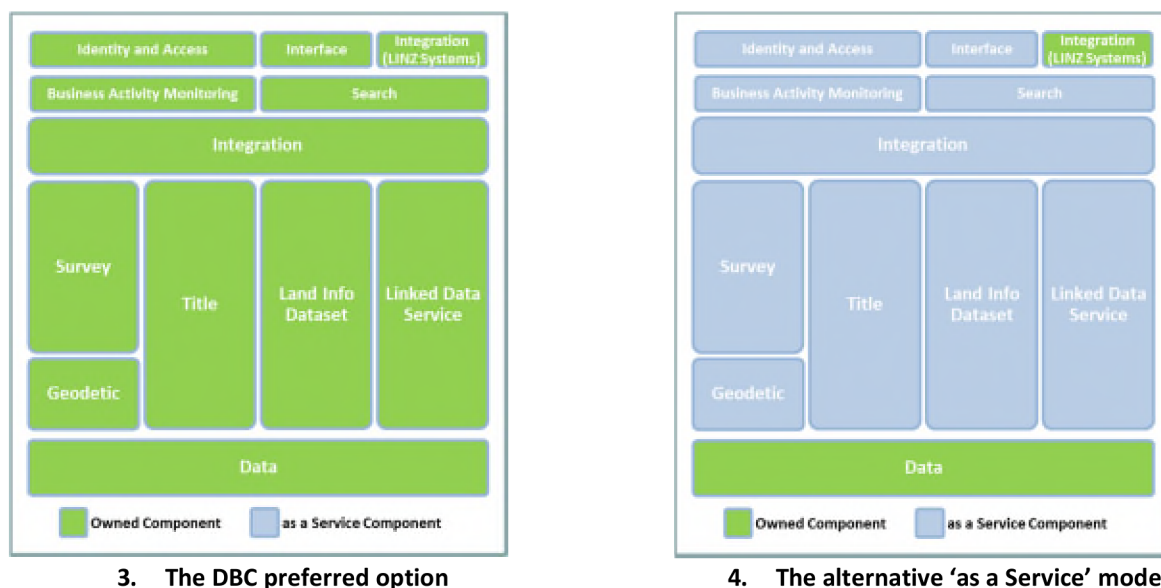 Identity and Access
Interface
Integration
(LINZ Systems)
Business Activity Monitoring
Search
Integration
Survey
Title
Land Info
Dataset
Linked Data
Service
Geodetic
Data
Owned Component
as a Service Component
3. The DBC preferred option
Identity and Access
Interface
Integration
(LINZ Systems)
Business Activity Monitoring
Search
Integration
Survey
Title
Land Info
Dataset
Linked Data
Service
Geodetic
Data
Owned Component
as a Service Component
4. The alternative ‘as a Service’ mode